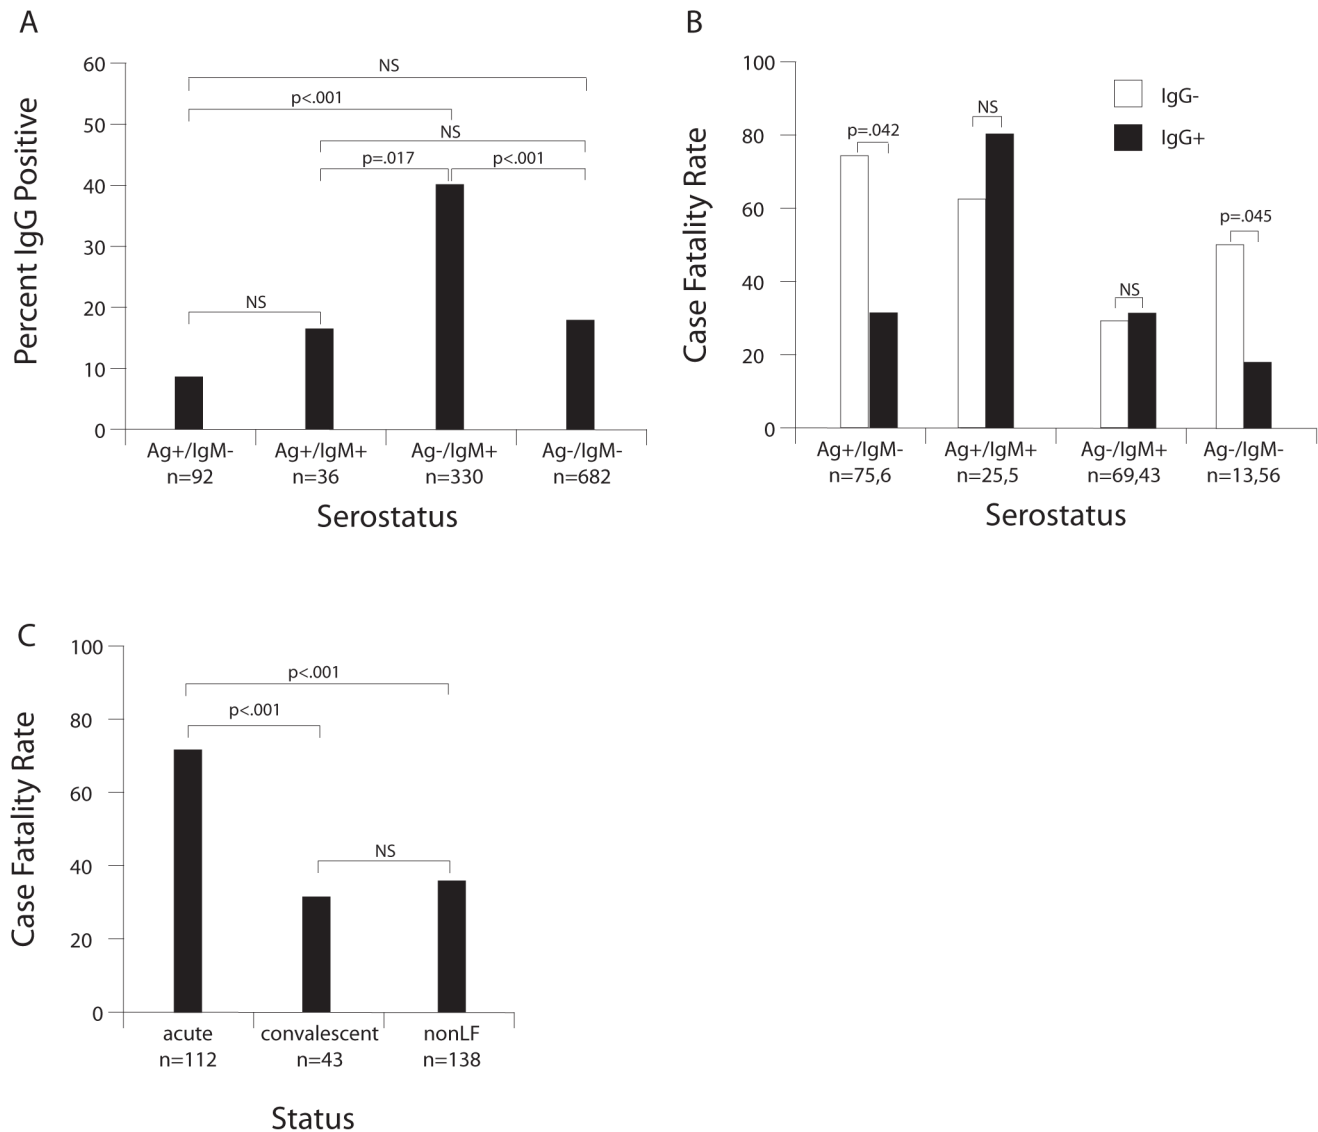 A
Percent IgG Positive
60
50
40
30
20
10
0
NS
p<.001
NS
p=.017
p<.001
NS
Ag+/IgM-
n=92
Ag+/IgM+
n=36
Ag-/IgM+
n=330
Ag-/IgM-
n=682
Serostatus
B
Case Fatality Rate
100
80
60
40
20
0
IgG-
IgG+
p=.042
NS
NS
p=.045
Ag+/IgM-
n=75,6
Ag+/IgM+
n=25,5
Ag-/IgM+
n=69,43
Ag-/IgM-
n=13,56
Serostatus
C
Case Fatality Rate
100
80
60
40
20
0
p<.001
p<.001
NS
acute
n=112
convalescent
n=43
nonLF
n=138
Status